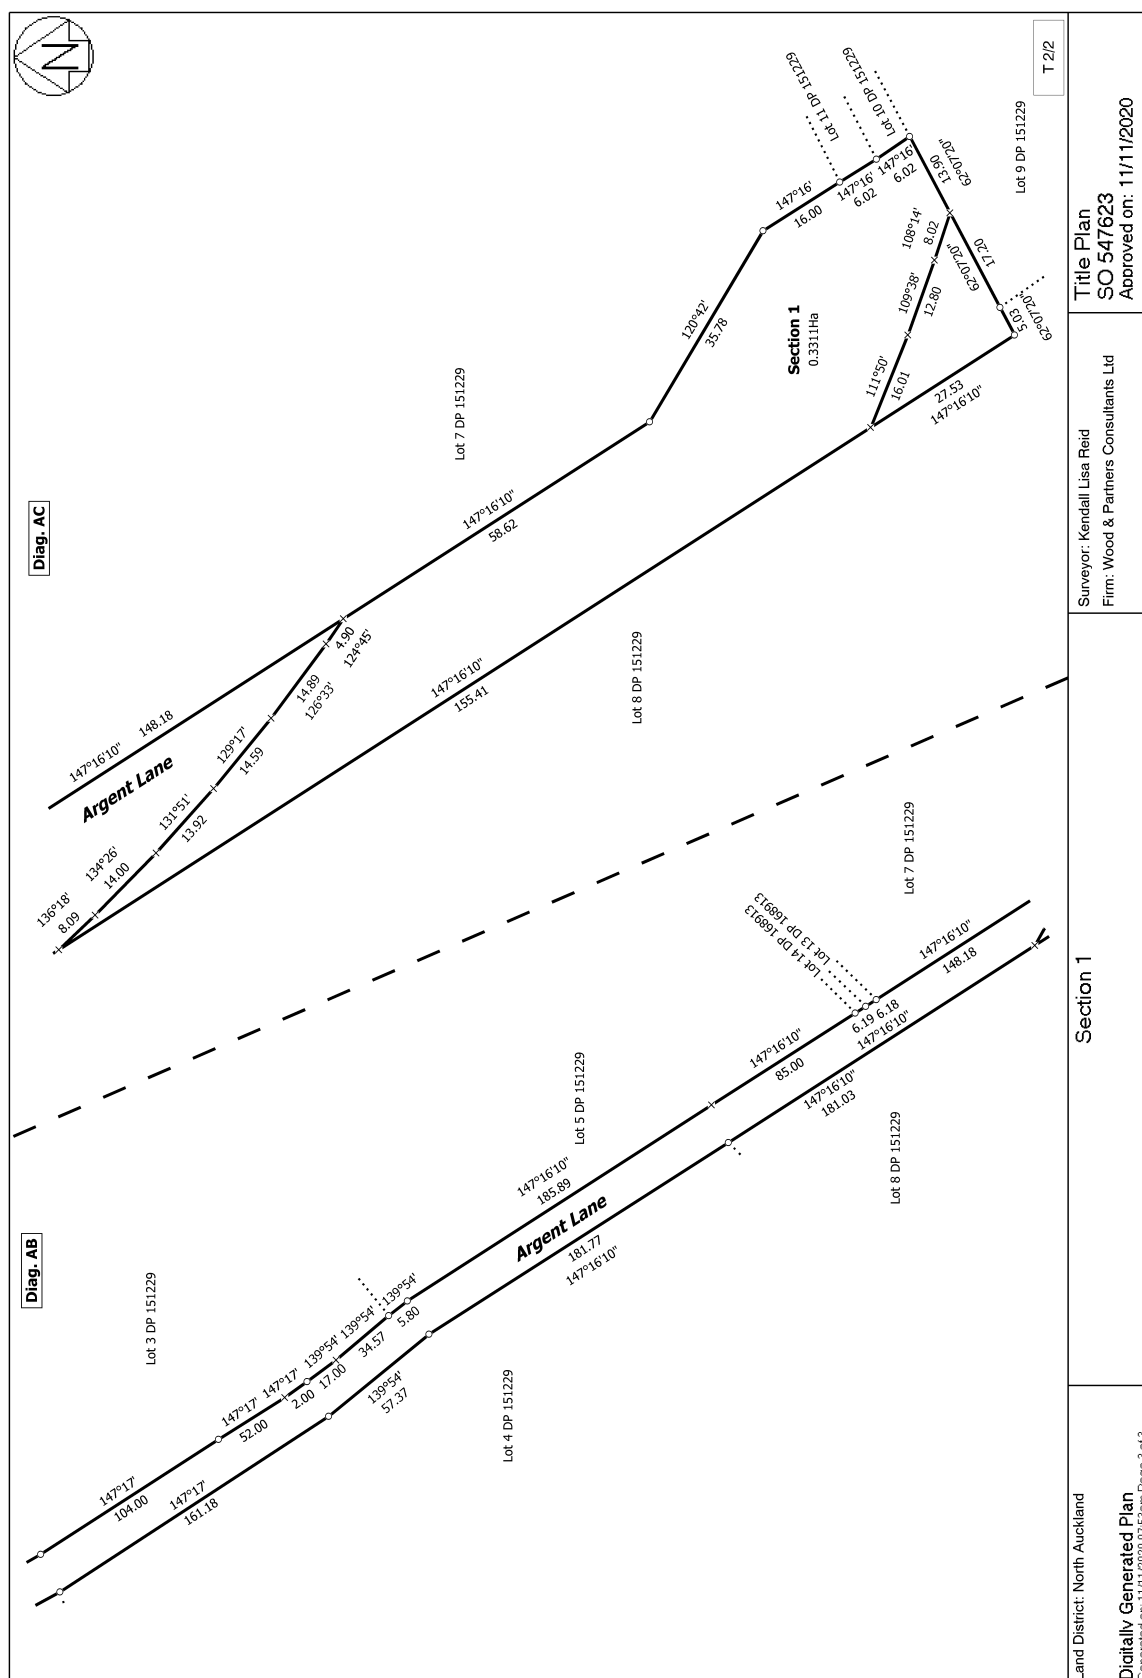 N
T 2/2
Diag. AC
Lot 11 DP 151229
Lot 10 DP 151229
Lot 9 DP 151229
147°16'
16.00
147°16'
6.02
147°16'
6.02
13.90
62°07'20"
108°14'
8.02
62°07'20"
17.20
109°38'
12.80
5.03
62°07'20"
120°42'
35.78
Section 1
0.3311Ha
111°50'
16.01
27.53
147°16'10"
Lot 7 DP 151229
147°16'10"
58.62
4.90
124°45'
14.89
126°33'
147°16'10"
155.41
Lot 8 DP 151229
147°16'10"
148.18
Argent Lane
129°17'
14.59
131°51'
13.92
134°26'
14.00
136°18'
8.09
Diag. AB
Lot 7 DP 151229
Lot 13 DP 168913
Lot 14 DP 168913
147°16'10"
148.18
6.19
6.18
147°16'10"
147°16'10"
85.00
147°16'10"
181.03
Lot 5 DP 151229
Lot 8 DP 151229
147°16'10"
185.89
Argent Lane
181.77
147°16'10"
139°54'
5.80
139°54'
34.57
139°54'
17.00
147°17'
2.00
147°17'
52.00
139°54'
57.37
Lot 3 DP 151229
Lot 4 DP 151229
147°17'
104.00
147°17'
161.18
Land District: North Auckland
Digitally Generated Plan
Generated on: 11/11/2020 07:53am Page 3 of 3
Section 1
Surveyor: Kendall Lisa Reid
Firm: Wood & Partners Consultants Ltd
Title Plan
SO 547623
Approved on: 11/11/2020